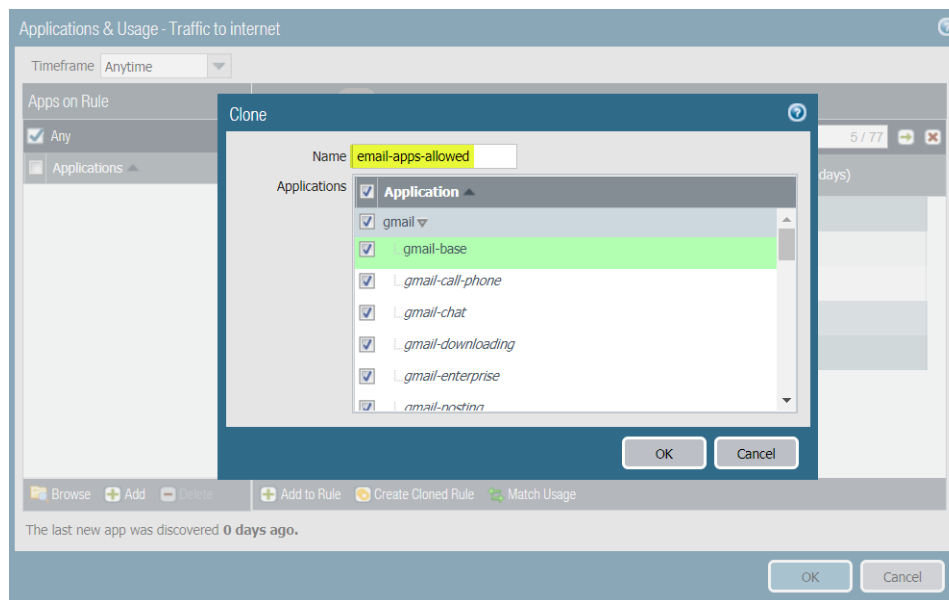 Applications & Usage - Traffic to internet
Timeframe Anytime
Apps on Rule
Any
5 / 77
Applications
days)
Clone
Name email-apps-allowed
Applications
Application
gmail
gmail-base
gmail-call-phone
gmail-chat
gmail-downloading
gmail-enterprise
gmail-posting
OK Cancel
Browse Add Delete Add to Rule Create Cloned Rule Match Usage
The last new app was discovered 0 days ago.
OK Cancel